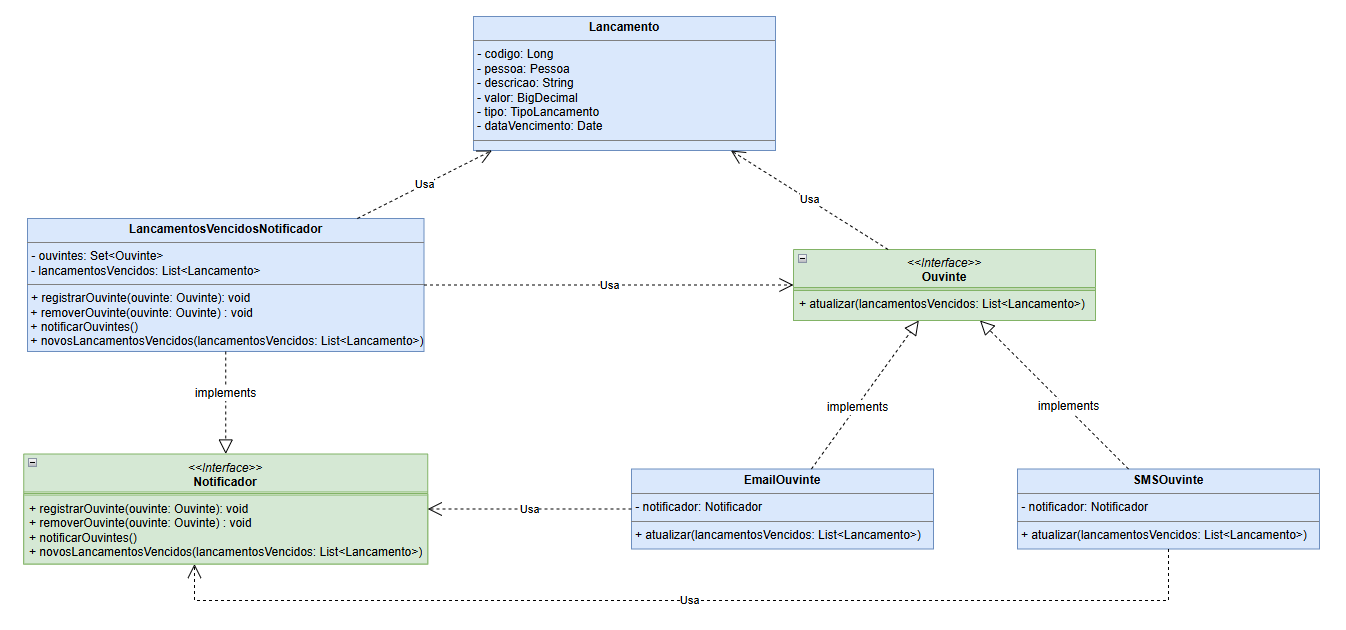 Lancamento
- codigo: Long
- pessoa: Pessoa
- descricao: String
- valor: BigDecimal
- tipo: TipoLancamento
- dataVencimento: Date
Usa
Usa
LancamentosVencidosNotificador
- ouvintes: Set<Ouvinte>
- lancamentosVencidos: List<Lancamento>
+ registrarOuvinte(ouvinte: Ouvinte): void
+ removerOuvinte(ouvinte: Ouvinte) : void
+ notificarOuvintes()
+ novosLancamentosVencidos(lancamentosVencidos: List<Lancamento>)
Usa
<<Interface>>
Ouvinte
+ atualizar(lancamentosVencidos: List<Lancamento>)
implements
implements
implements
<<Interface>>
Notificador
+ registrarOuvinte(ouvinte: Ouvinte): void
+ removerOuvinte(ouvinte: Ouvinte) : void
+ notificarOuvintes()
+ novosLancamentosVencidos(lancamentosVencidos: List<Lancamento>)
Usa
EmailOuvinte
- notificador: Notificador
+ atualizar(lancamentosVencidos: List<Lancamento>)
SMSOuvinte
- notificador: Notificador
+ atualizar(lancamentosVencidos: List<Lancamento>)
Usa